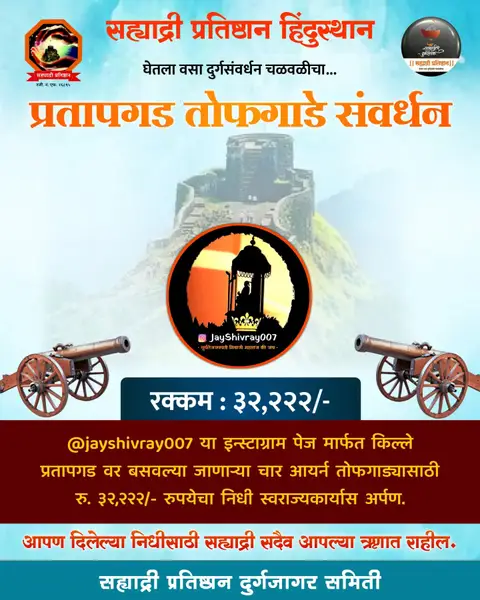 सह्याद्री प्रतिष्ठान हिंदुस्थान
घेतला वसा दुर्गसंवर्धन चळवळीचा...
प्रतापगड तोफगाडे संवर्धन
JayShivray007
रक्कम : ३२,२२२/-
@jayshivray007 या इन्स्टाग्राम पेज मार्फत किल्ले
प्रतापगड वर बसवल्या जाणाऱ्या चार आयर्न तोफगाड्यासाठी
रु. ३२,२२२/- रुपयेचा निधी स्वराज्यकार्यास अर्पण.
आपण दिलेल्या निधीसाठी सह्याद्री सदैव आपल्या ऋणात राहील.
सह्याद्री प्रतिष्ठान दुर्गजागर समिती